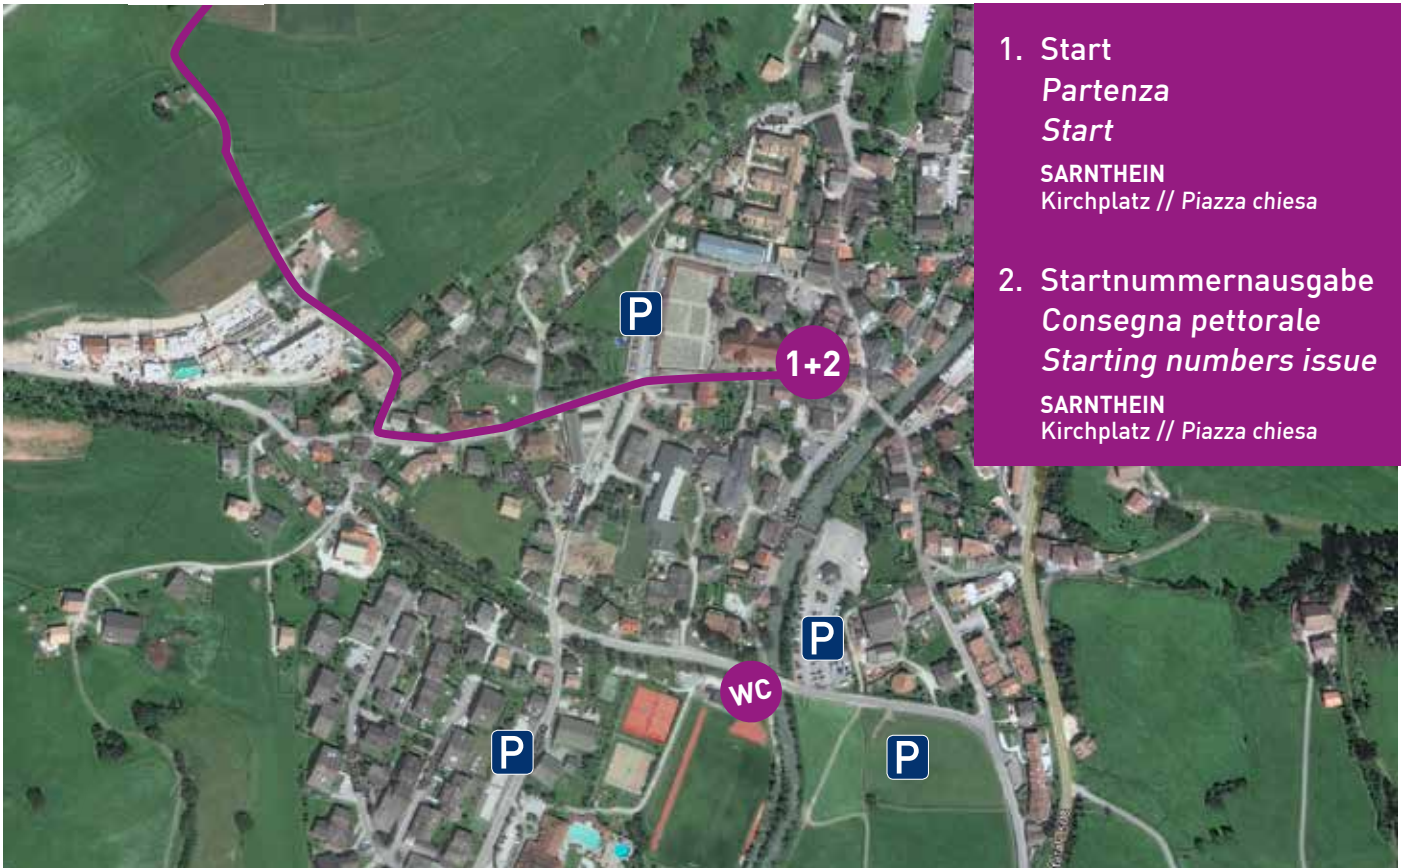 1. Start
Partenza
Start
SARNTHEIN
Kirchplatz // Piazza chiesa
2. Startnummernausgabe
Consegna pettorale
Starting numbers issue
SARNTHEIN
Kirchplatz // Piazza chiesa
P
1+2
P
WC
P
P